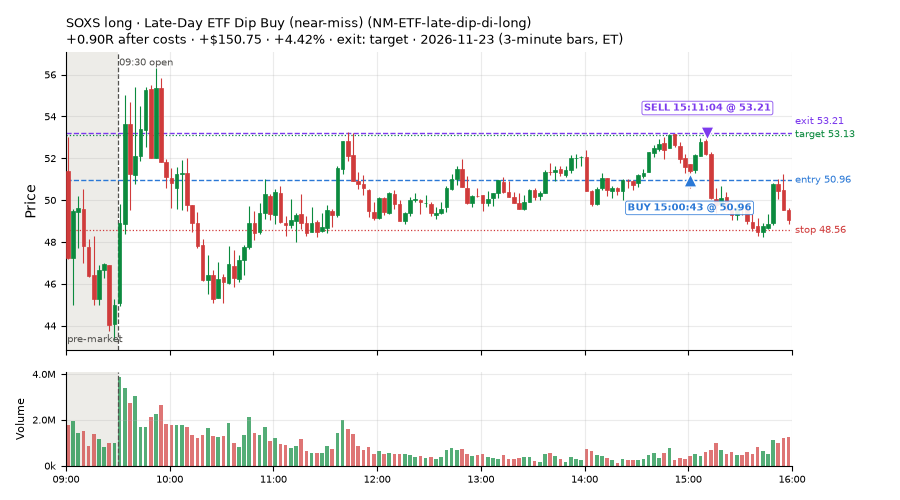 SOXS long · Late-Day ETF Dip Buy (near-miss) (NM-ETF-late-dip-di-long)
+0.90R after costs · +$150.75 · +4.42% · exit: target · 2026-11-23 (3-minute bars, ET)
09:30 open
SELL 15:11:04 @ 53.21
exit 53.21
target 53.13
entry 50.96
BUY 15:00:43 @ 50.96
stop 48.56
pre-market
Price
56
54
52
50
48
46
44
Volume
4.0M
2.0M
0k
09:00
10:00
11:00
12:00
13:00
14:00
15:00
16:00